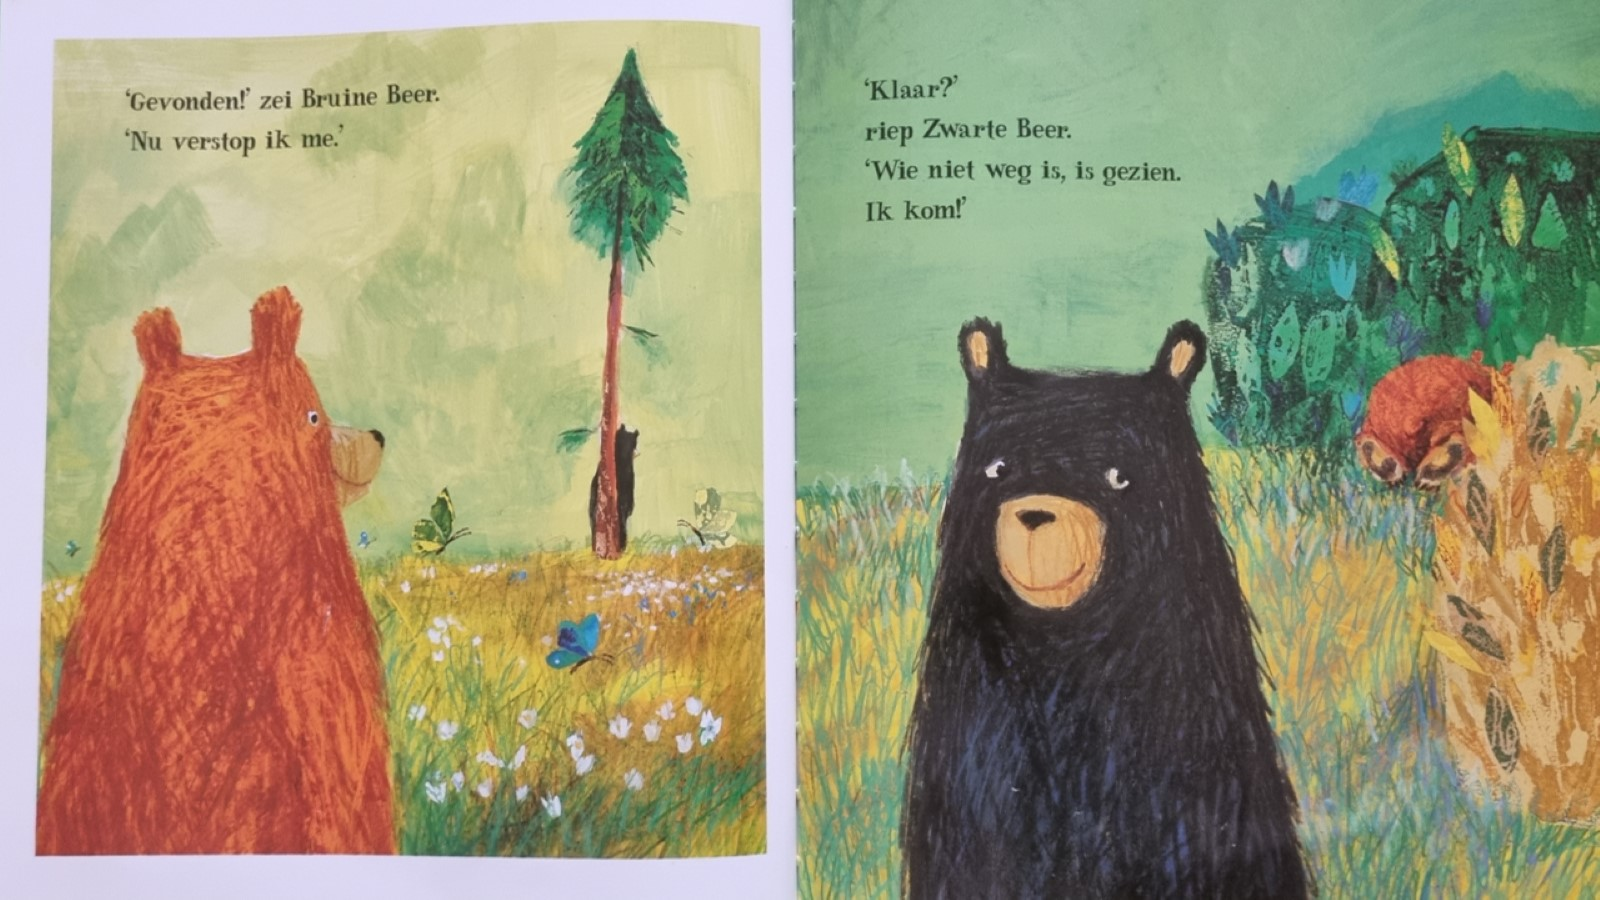 ‘Gevonden!’ zei Bruine Beer.
‘Nu verstop ik me.’
‘Klaar?’
riep Zwarte Beer.
‘Wie niet weg is, is gezien.
Ik kom!’